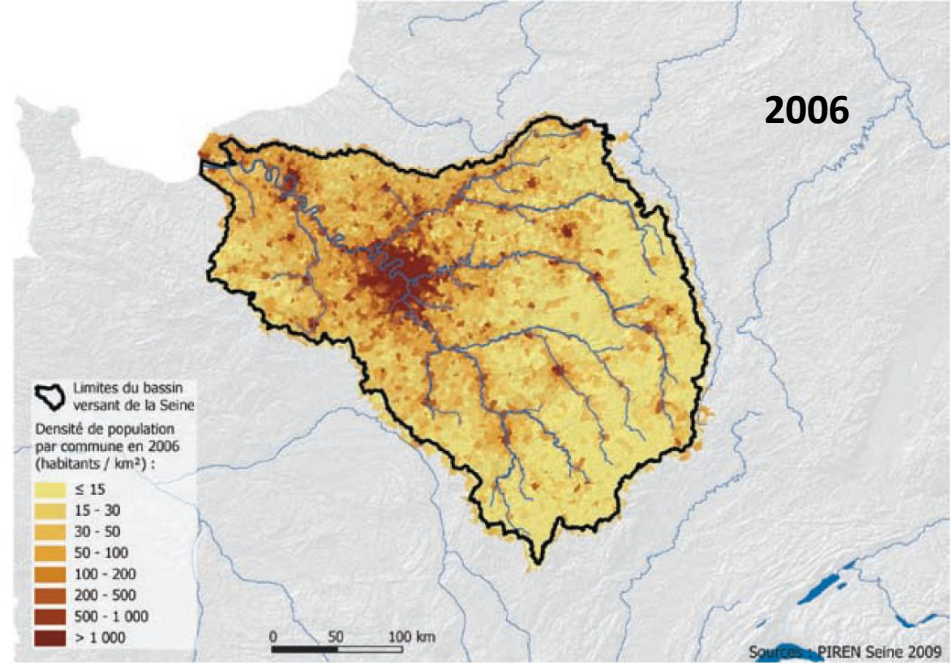 2006
Limites du bassin
versant de la Seine
Densité de population
par commune en 2006
(habitants / km²) :
≤ 15
15 - 30
30 - 50
50 - 100
100 - 200
200 - 500
500 - 1 000
> 1 000
0 50 100 km
Sources : PIREN Seine 2009